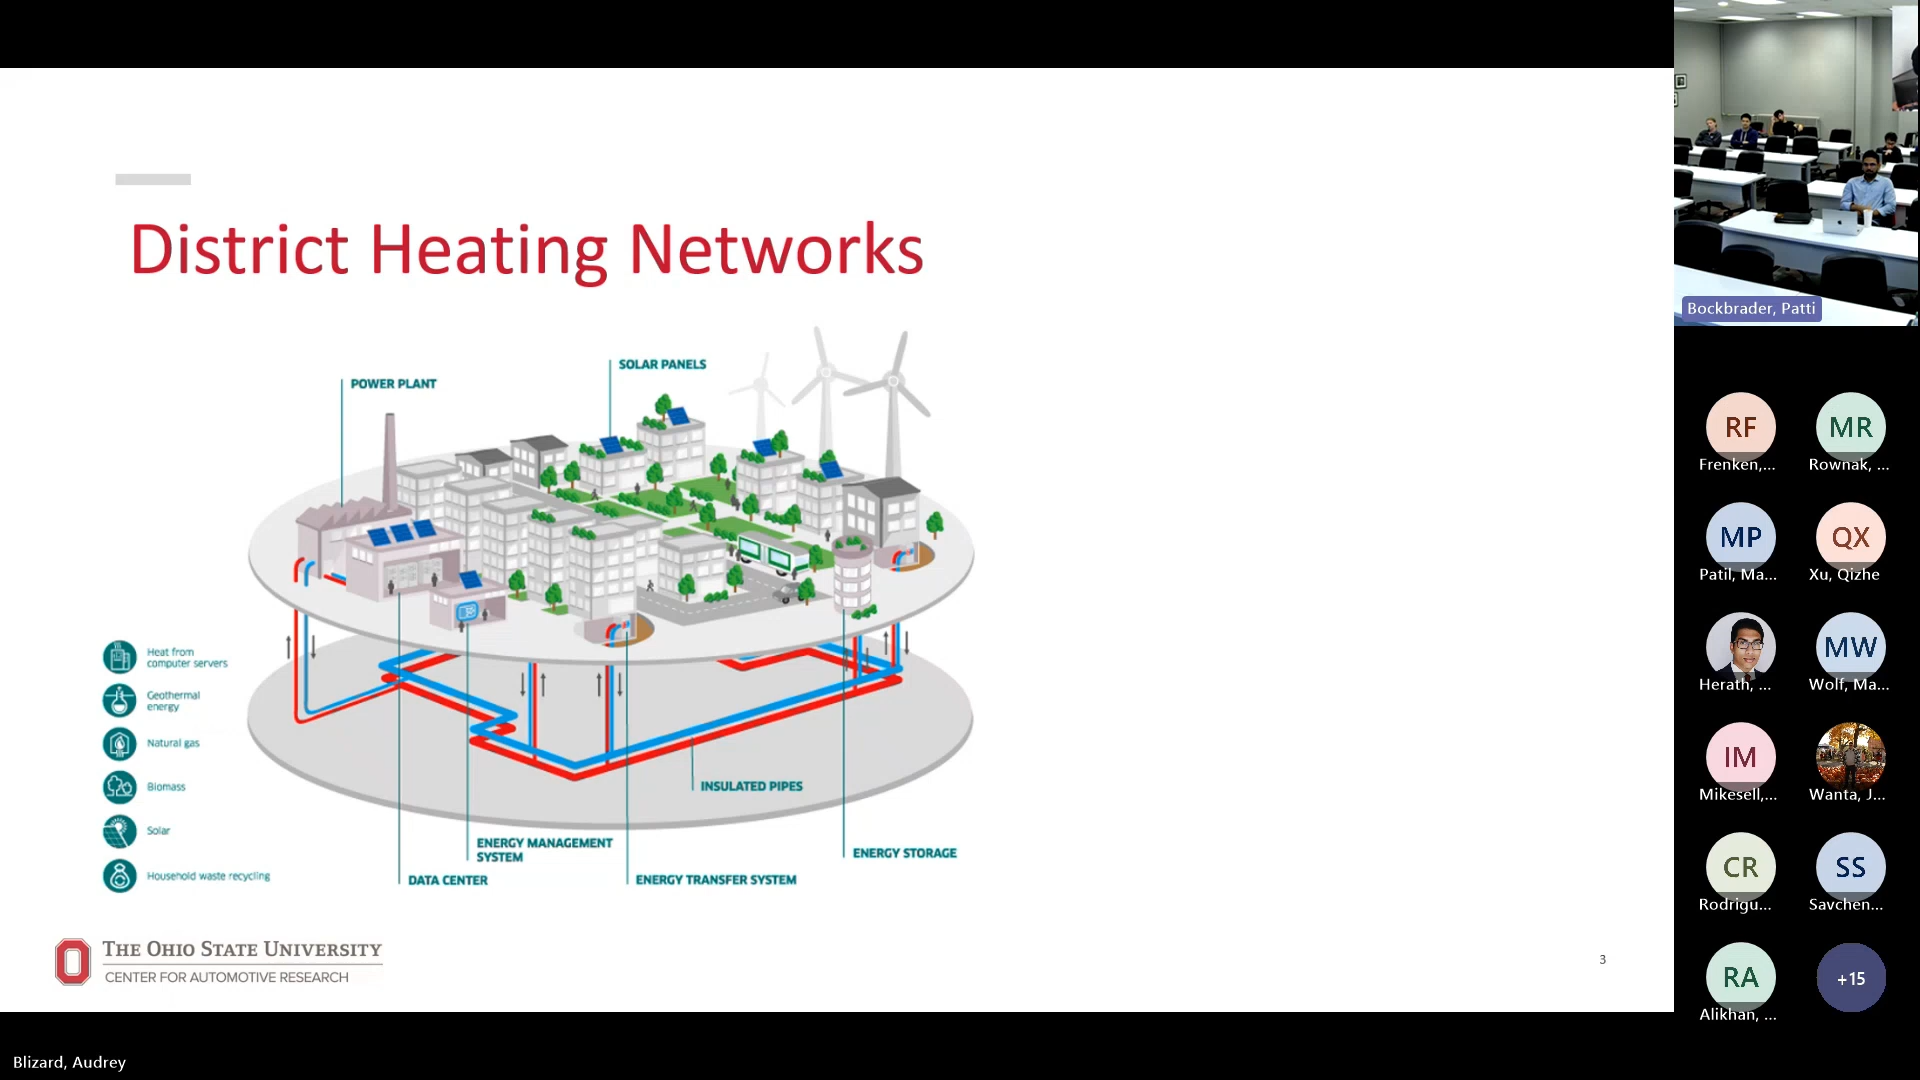 District Heating Networks
POWER PLANT
SOLAR PANELS
Heat from
computer servers
Geothermal
energy
Natural gas
Biomass
Solar
Household waste recycling
INSULATED PIPES
ENERGY MANAGEMENT
SYSTEM
DATA CENTER
ENERGY TRANSFER SYSTEM
ENERGY STORAGE
THE OHIO STATE UNIVERSITY
CENTER FOR AUTOMOTIVE RESEARCH
3
Blizard, Audrey
Bockbrader, Patti
RF
Frenken,...
MR
Rownak, ...
MP
Patil, Ma...
QX
Xu, Qizhe
Herath, ...
MW
Wolf, Ma...
IM
Mikesell,...
Wanta, J...
CR
Rodrigu...
SS
Savchen...
RA
Alikhan, ...
+15